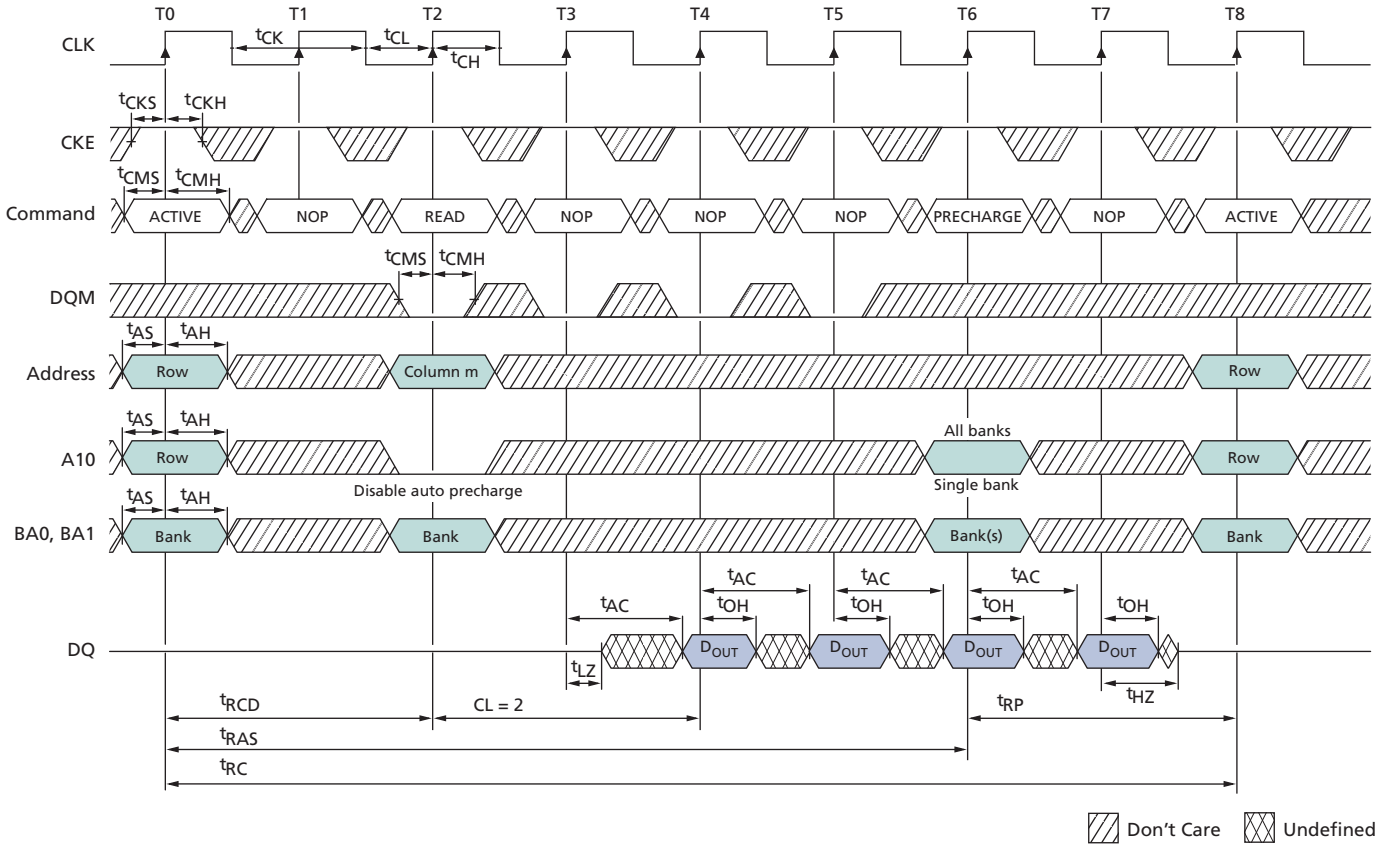 T0 T1 T2 T3 T4 T5 T6 T7 T8
CLK
tCK tCL
tCH
tCKS tCKH
CKE
tCMS tCMH
Command ACTIVE NOP READ NOP NOP NOP PRECHARGE NOP ACTIVE
tCMS tCMH
DQM
tAS tAH
Address Row Column m Row
tAS tAH
All banks
A10 Row Row
Disable auto precharge
Single bank
tAS tAH
BA0, BA1 Bank Bank Bank(s) Bank
tAC tAC tAC
tAC tOH tOH tOH tOH
DQ DOUT DOUT DOUT DOUT
tLZ
tHZ
tRCD CL = 2 tRP
tRAS
tRC
Don't Care Undefined